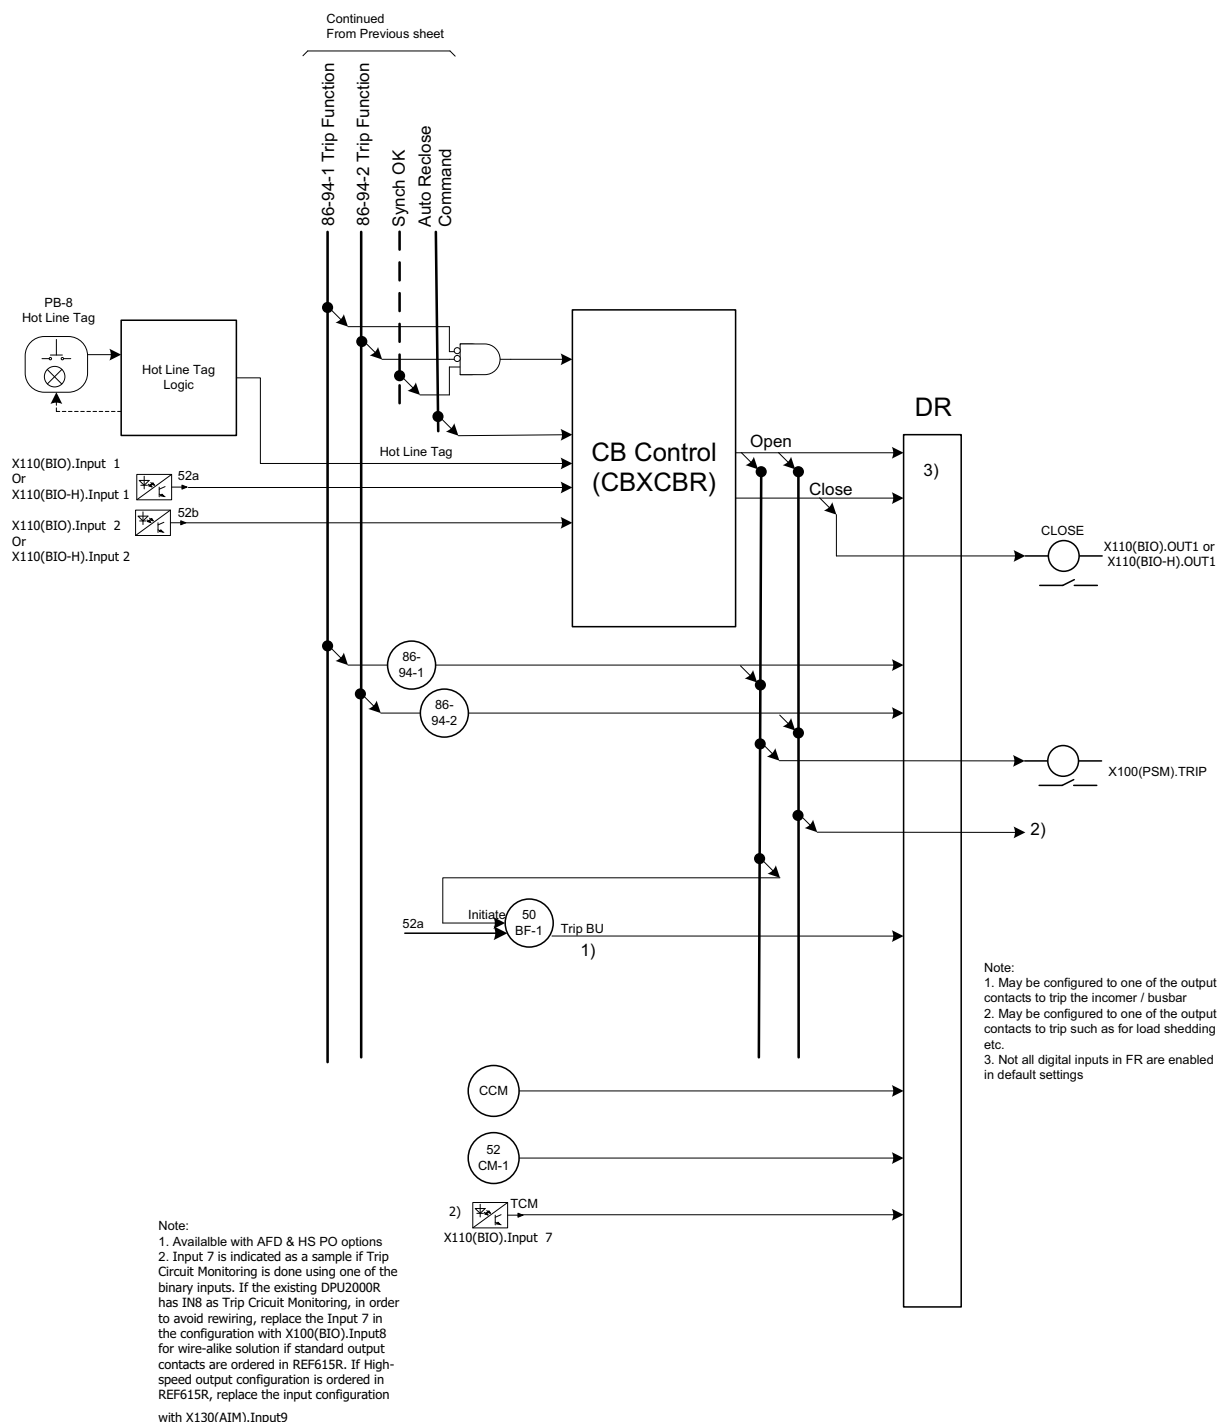 Continued
From Previous sheet
86-94-1 Trip Function
86-94-2 Trip Function
Synch OK
Auto Reclose
Command
PB-8
Hot Line Tag
Hot Line Tag
Logic
Hot Line Tag
X110(BIO).Input 1
Or
X110(BIO-H).Input 1
52a
X110(BIO).Input 2
Or
X110(BIO-H).Input 2
52b
CB Control
(CBXCBR)
Open
Close
DR
3)
CLOSE
X110(BIO).OUT1 or
X110(BIO-H).OUT1
86-
94-1
86-
94-2
X100(PSM).TRIP
2)
52a
Initiate
50
BF-1
Trip BU
1)
Note:
1. May be configured to one of the output
contacts to trip the incomer / busbar
2. May be configured to one of the output
contacts to trip such as for load shedding
etc.
3. Not all digital inputs in FR are enabled
in default settings
CCM
52
CM-1
2)
TCM
X110(BIO).Input 7
Note:
1. Availalble with AFD & HS PO options
2. Input 7 is indicated as a sample if Trip
Circuit Monitoring is done using one of the
binary inputs. If the existing DPU2000R
has IN8 as Trip Cricuit Monitoring, in order
to avoid rewiring, replace the Input 7 in
the configuration with X100(BIO).Input8
for wire-alike solution if standard output
contacts are ordered in REF615R. If High-
speed output configuration is ordered in
REF615R, replace the input configuration
with X130(AIM).Input9